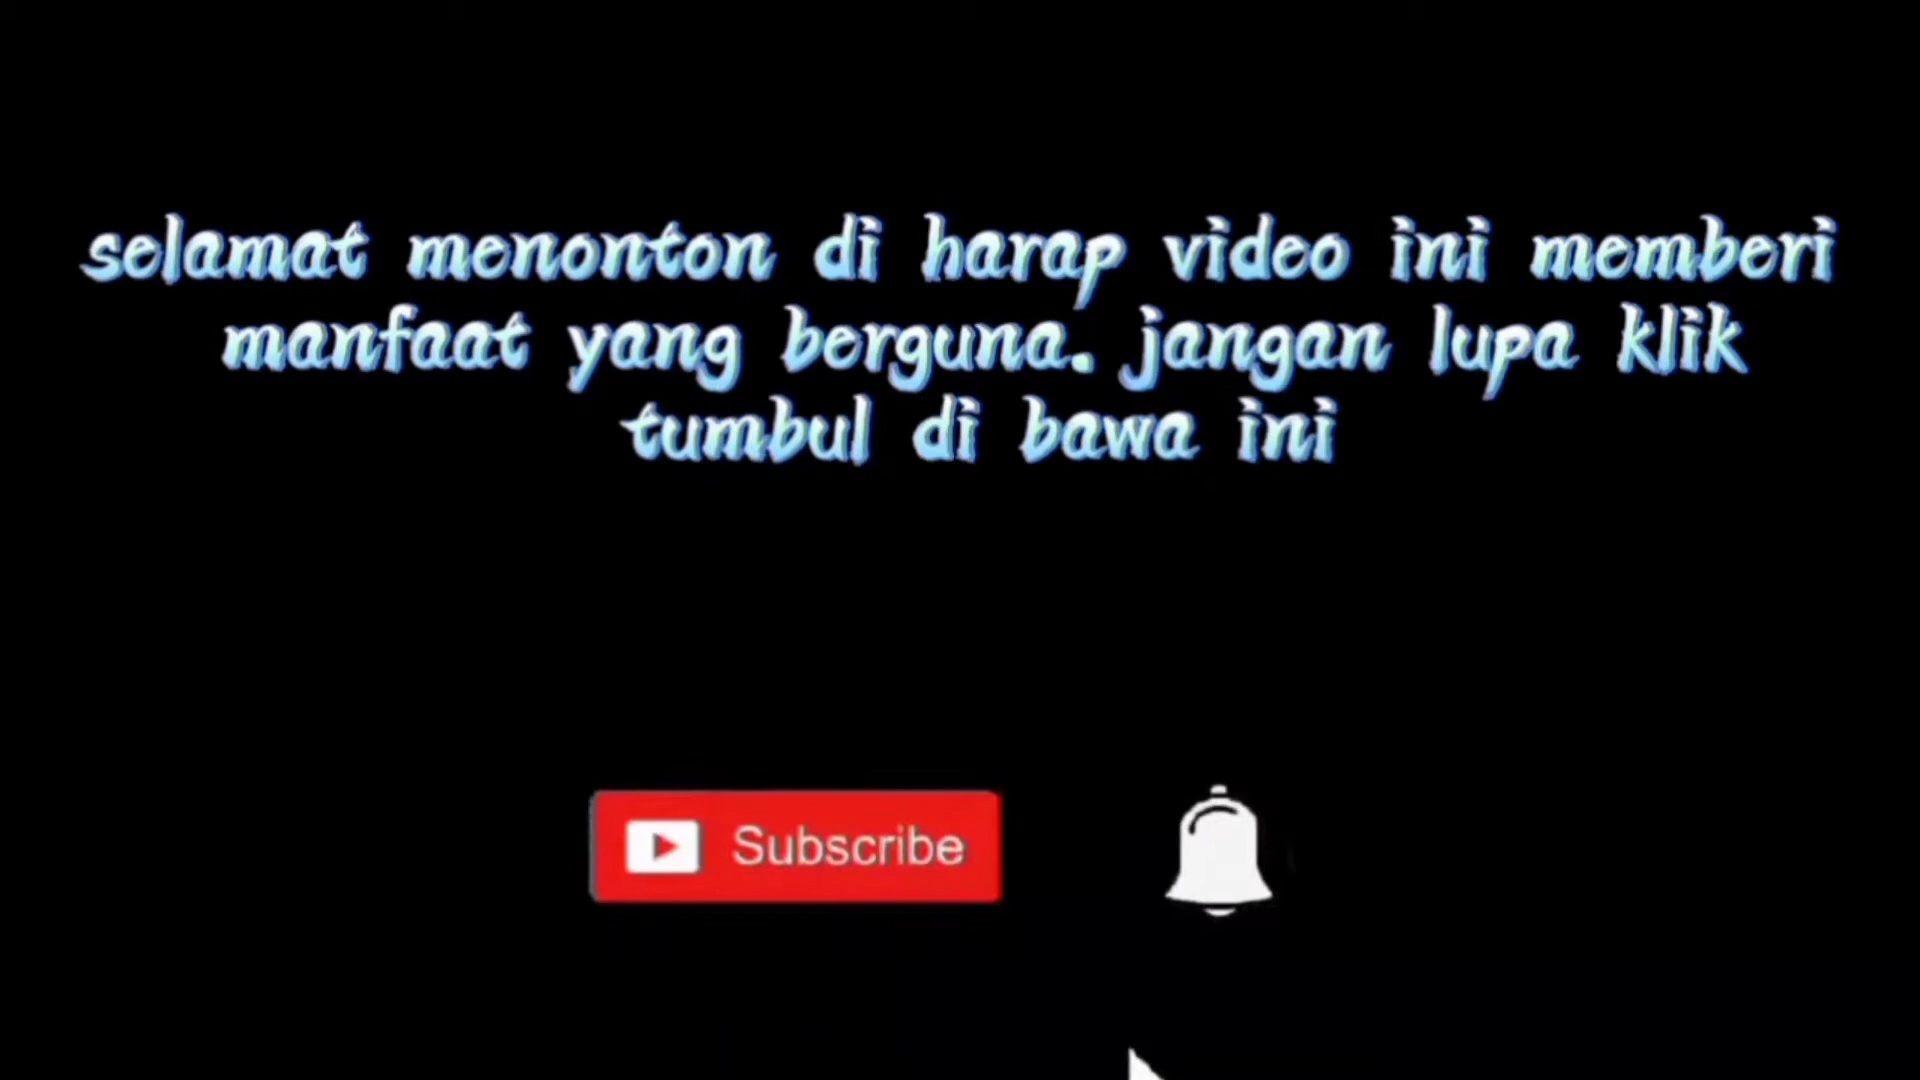 selamat menonton di harap video ini memberi
manfaat yang berguna. jangan lupa klik
tumbul di bawa ini
Subscribe